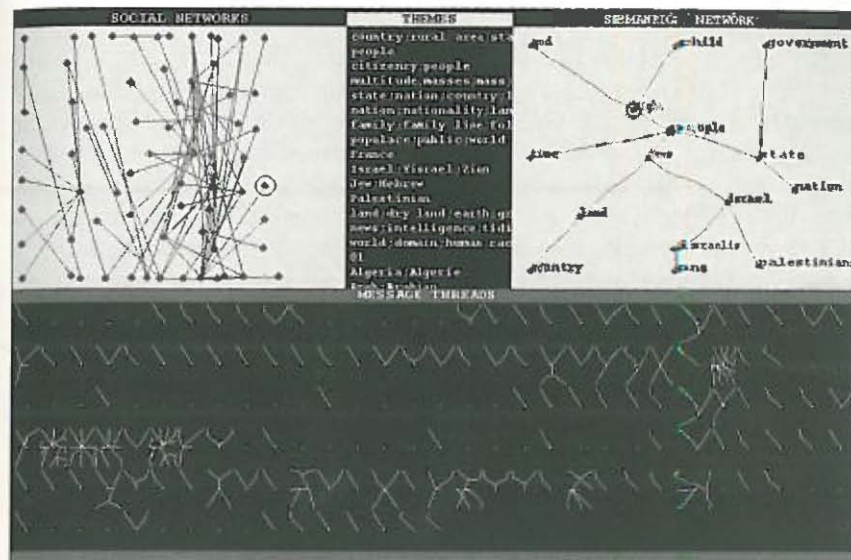 SOCIAL NETWORKS
THEMES
SEMANTIC NETWORK
country;rural area;sta
people
citizenry;people
multitude;masses;mass
state;nation;country;l
nation;nationality;lan
family;family line;fol
populace;public;world
France
Israel;Yisrael;Zion
Jew;Hebrew
Palestinian
land;dry land;earth;gr
news;intelligence;tidi
world;domain;human rac
01
Algeria;Algerie
god
child
government
people
time
state
nation
israel
land
israelis
palestinians
country
MESSAGE THREADS